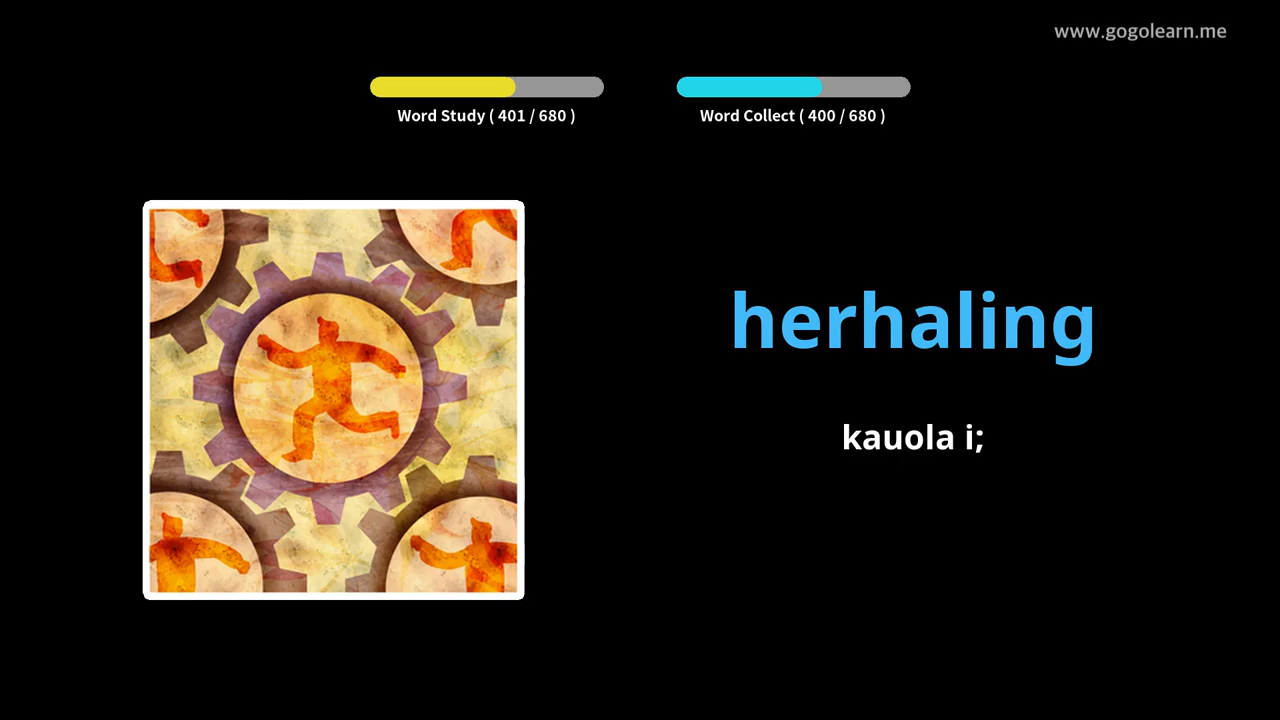 www.gogolearn.me
Word Study ( 401 / 680 )
Word Collect ( 400 / 680 )
herhaling
kauola i;